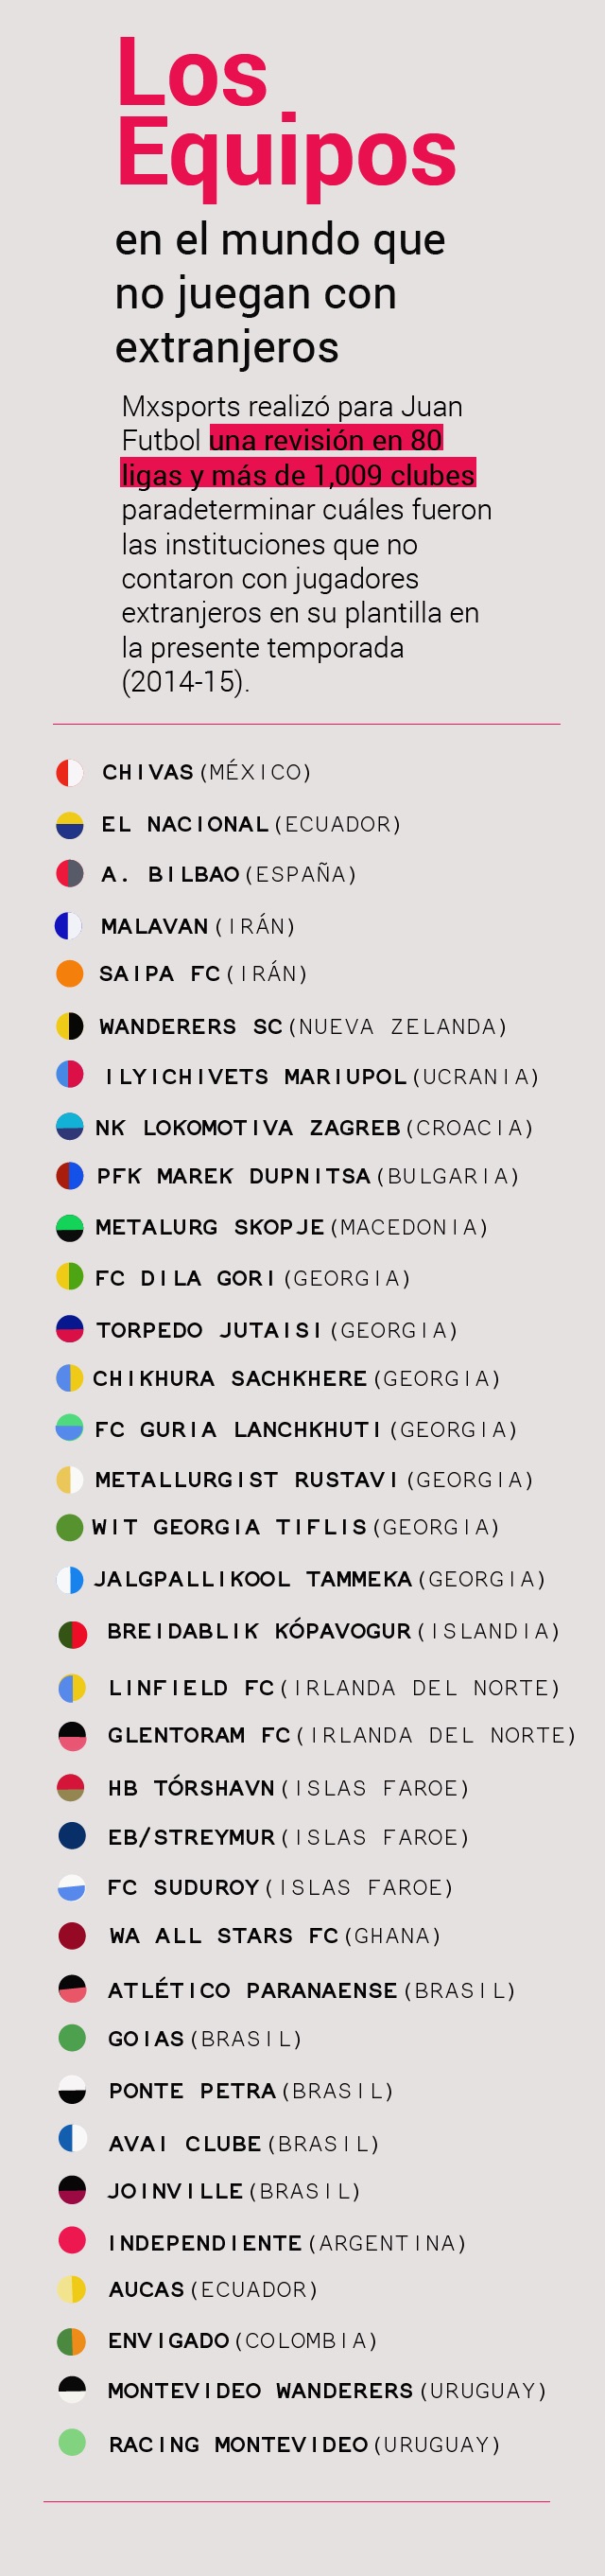 Los
Equipos
en el mundo que
no juegan con
extranjeros
Mxsports realizó para Juan
Futbol una revisión en 80
ligas y más de 1,009 clubes
paradeterminar cuáles fueron
las instituciones que no
contaron con jugadores
extranjeros en su plantilla en
la presente temporada
(2014-15).
CHIVAS (MÉXICO)
EL NACIONAL (ECUADOR)
A. BILBAO (ESPAÑA)
MALAVAN (IRÁN)
SAIPA FC (IRÁN)
WANDERERS SC (NUEVA ZELANDA)
ILYICHIVETS MARIUPOL (UCRANIA)
NK LOKOMOTIVA ZAGREB (CROACIA)
PFK MAREK DUPNITSA (BULGARIA)
METALURG SKOPJE (MACEDONIA)
FC DILA GORI (GEORGIA)
TORPEDO JUTAISI (GEORGIA)
CHIKHURA SACHKHERE (GEORGIA)
FC GURIA LANCHKHUTI (GEORGIA)
METALLURGIST RUSTAVI (GEORGIA)
WIT GEORGIA TIFLIS (GEORGIA)
JALGPALLIKOOL TAMMEKA (GEORGIA)
BREIDABLIK KÓPAVOGUR (ISLANDIA)
LINFIELD FC (IRLANDA DEL NORTE)
GLENTORAM FC (IRLANDA DEL NORTE)
HB TÓRSHAVN (ISLAS FAROE)
EB/STREYMUR (ISLAS FAROE)
FC SUDUROY (ISLAS FAROE)
WA ALL STARS FC (GHANA)
ATLÉTICO PARANAENSE (BRASIL)
GOIAS (BRASIL)
PONTE PETRA (BRASIL)
AVAI CLUBE (BRASIL)
JOINVILLE (BRASIL)
INDEPENDIENTE (ARGENTINA)
AUCAS (ECUADOR)
ENVIGADO (COLOMBIA)
MONTEVIDEO WANDERERS (URUGUAY)
RACING MONTEVIDEO (URUGUAY)